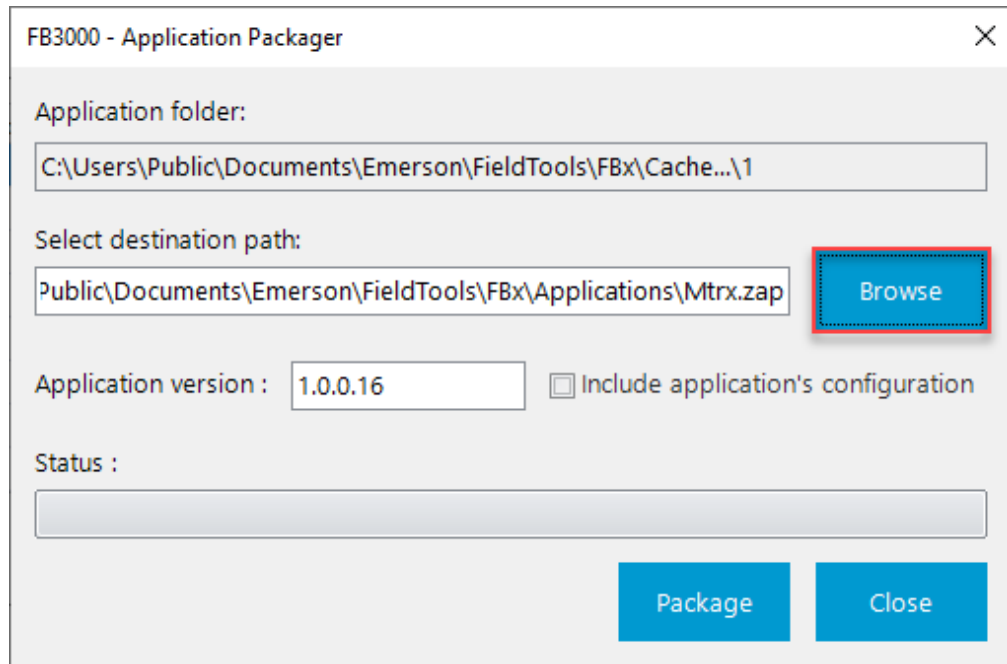 FB3000 - Application Packager
Application folder:
C:\Users\Public\Documents\Emerson\FieldTools\FBx\Cache...\1
Select destination path:
Public\Documents\Emerson\FieldTools\FBx\Applications\Mtrx.zap
Browse
Application version :
1.0.0.16
Include application's configuration
Status :
Package
Close